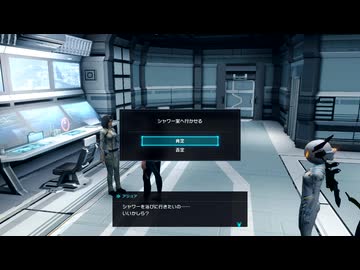 シャワー室へ行かせる
肯定
否定
シャワーを浴びに行きたいの……
いいかしら?